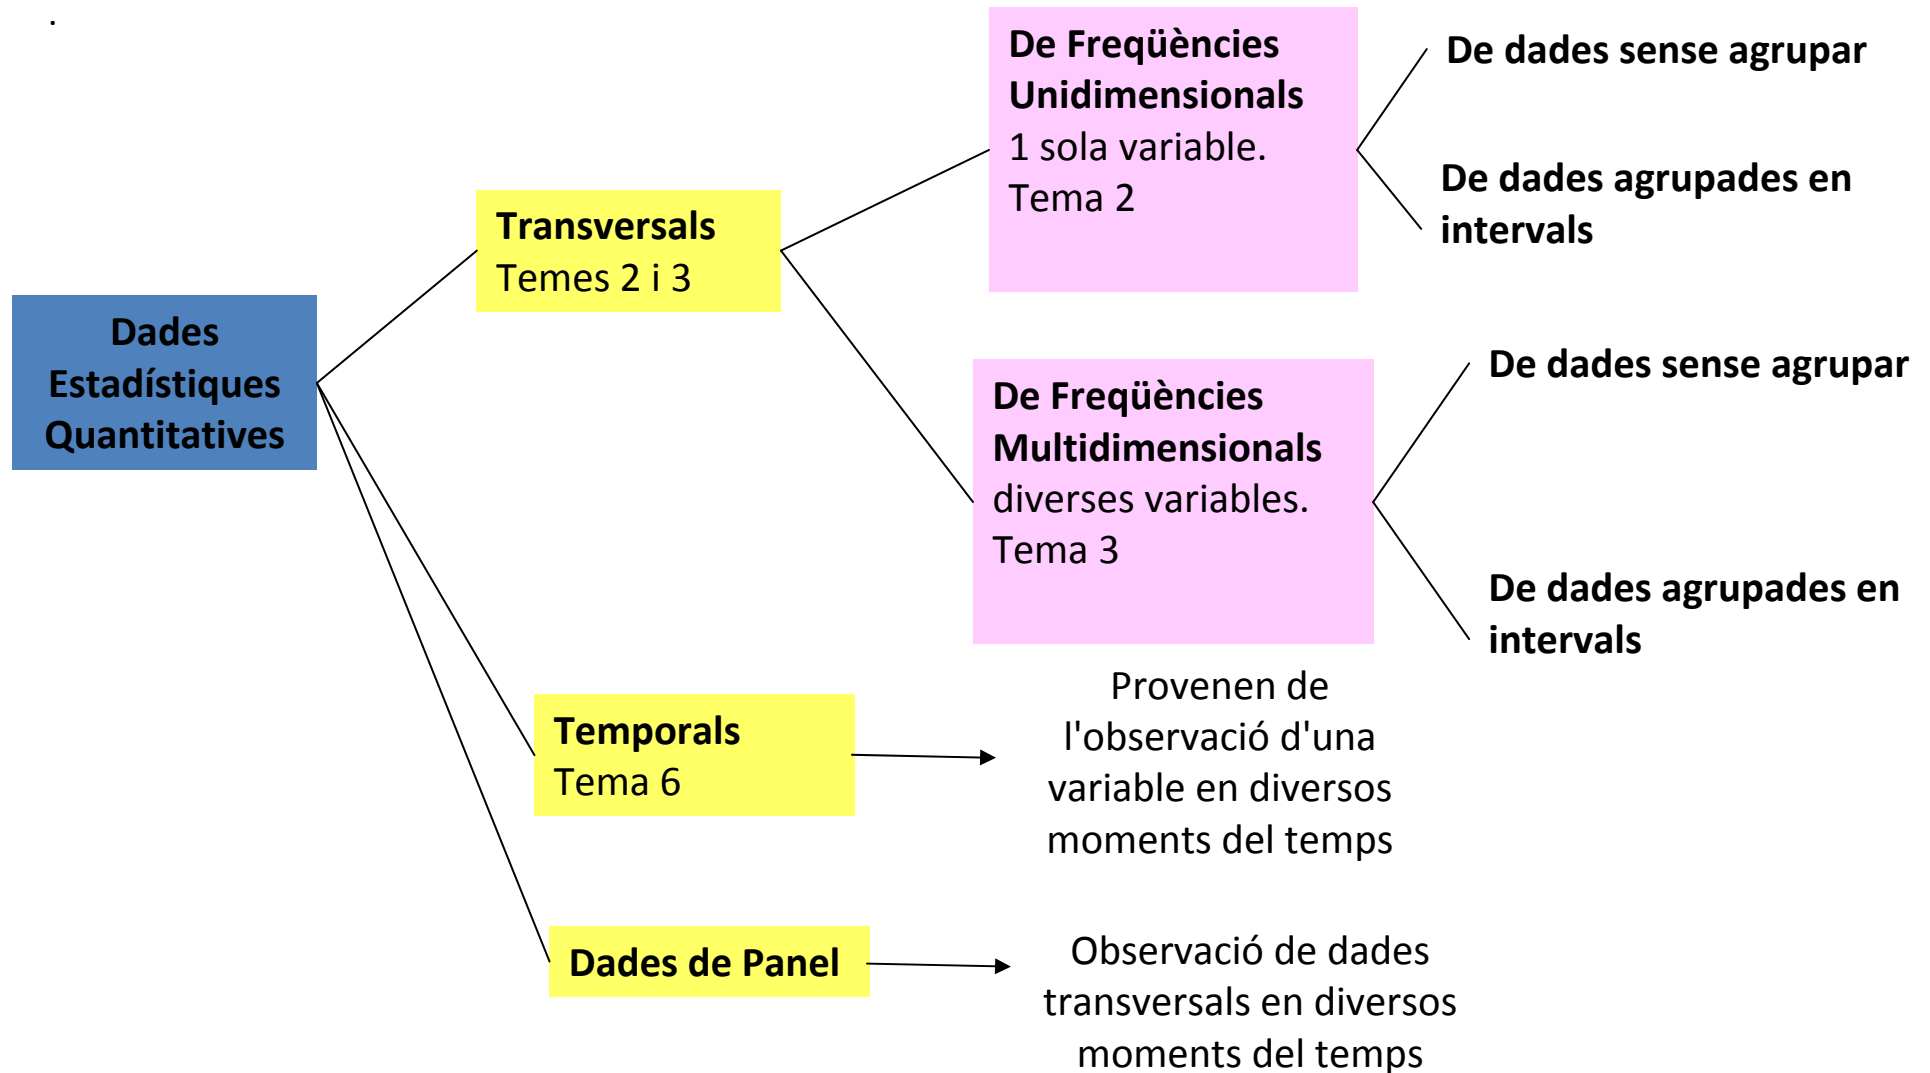 .
Dades
Estadístiques
Quantitatives
Transversals
Temes 2 i 3
De Freqüències
Unidimensionals
1 sola variable.
Tema 2
De dades sense agrupar
De dades agrupades en
intervals
De Freqüències
Multidimensionals
diverses variables.
Tema 3
De dades sense agrupar
De dades agrupades en
intervals
Temporals
Tema 6
Provenen de
l'observació d'una
variable en diversos
moments del temps
Dades de Panel
Observació de dades
transversals en diversos
moments del temps